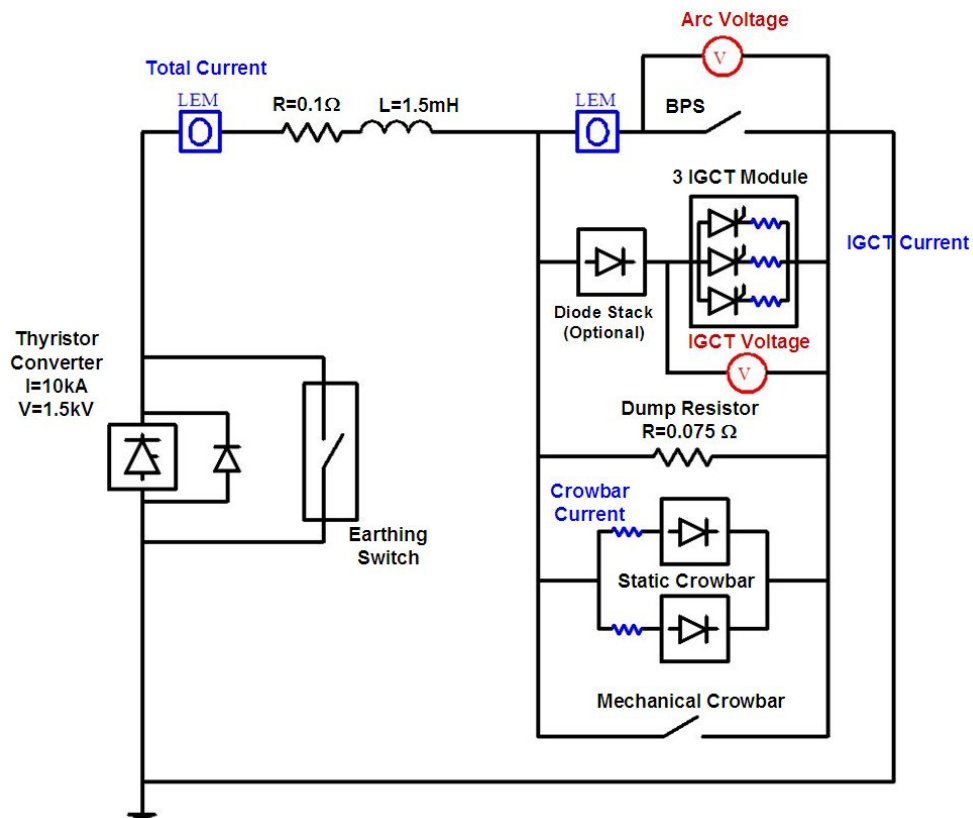 Arc Voltage
V
Total Current
LEM
R=0.1Ω
L=1.5mH
LEM
BPS
3 IGCT Module
IGCT Current
Diode Stack
(Optional)
IGCT Voltage
V
Thyristor
Converter
I=10kA
V=1.5kV
Dump Resistor
R=0.075 Ω
Earthing
Switch
Crowbar
Current
Static Crowbar
Mechanical Crowbar